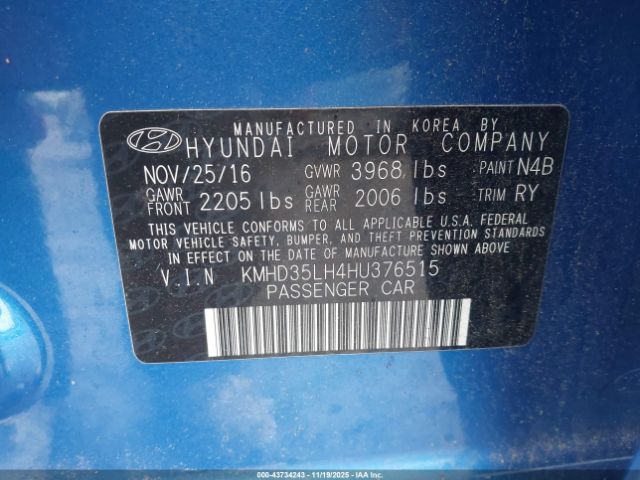 MANUFACTURED IN KOREA BY
HYUNDAI MOTOR COMPANY
NOV/25/16 GVWR 3968 lbs PAINT N4B
GAWR FRONT 2205 lbs GAWR REAR 2006 lbs TRIM RY
THIS VEHICLE CONFORMS TO ALL APPLICABLE U.S.A. FEDERAL
MOTOR VEHICLE SAFETY, BUMPER, AND THEFT PREVENTION STANDARDS
IN EFFECT ON THE DATE OF MANUFACTURE SHOWN ABOVE.
V.I.N KMHD35LH4HU376515
PASSENGER CAR
000-43734243 - 11/19/2025 - IAAI.COM